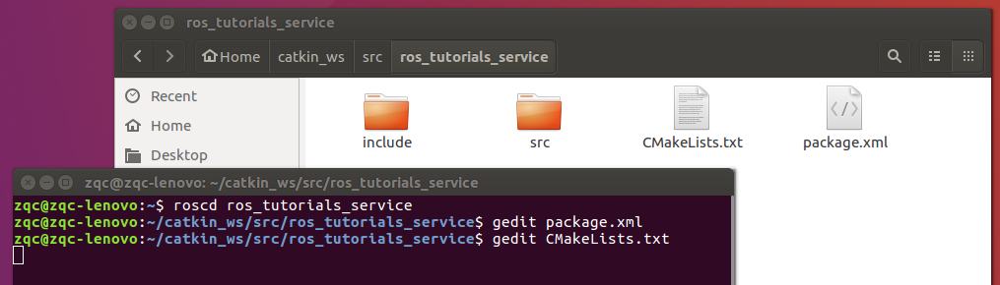 ros_tutorials_service
Home catkin_ws src ros_tutorials_service
Recent
Home
Desktop
include src CMakeLists.txt package.xml
zqc@zqc-lenovo: ~/catkin_ws/src/ros_tutorials_service
zqc@zqc-lenovo:~$ roscd ros_tutorials_service
zqc@zqc-lenovo:~/catkin_ws/src/ros_tutorials_service$ gedit package.xml
zqc@zqc-lenovo:~/catkin_ws/src/ros_tutorials_service$ gedit CMakeLists.txt